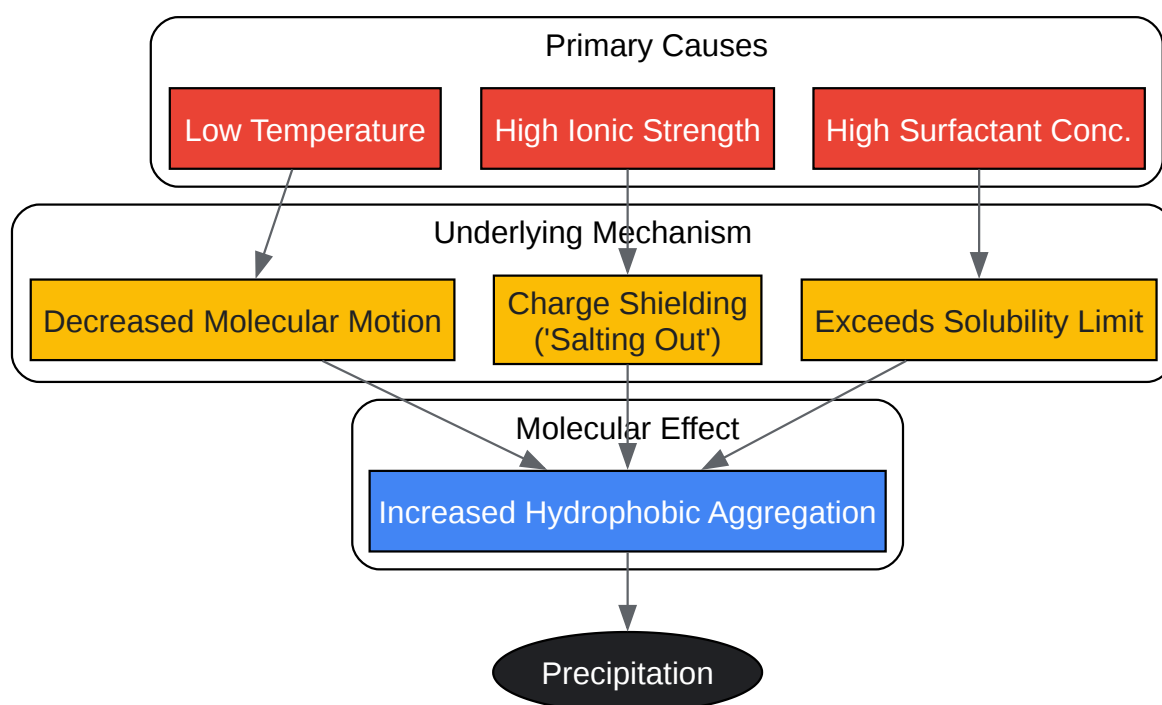 Primary Causes
Low Temperature
High Ionic Strength
High Surfactant Conc.
Underlying Mechanism
Decreased Molecular Motion
Charge Shielding
('Salting Out')
Exceeds Solubility Limit
Molecular Effect
Increased Hydrophobic Aggregation
Precipitation